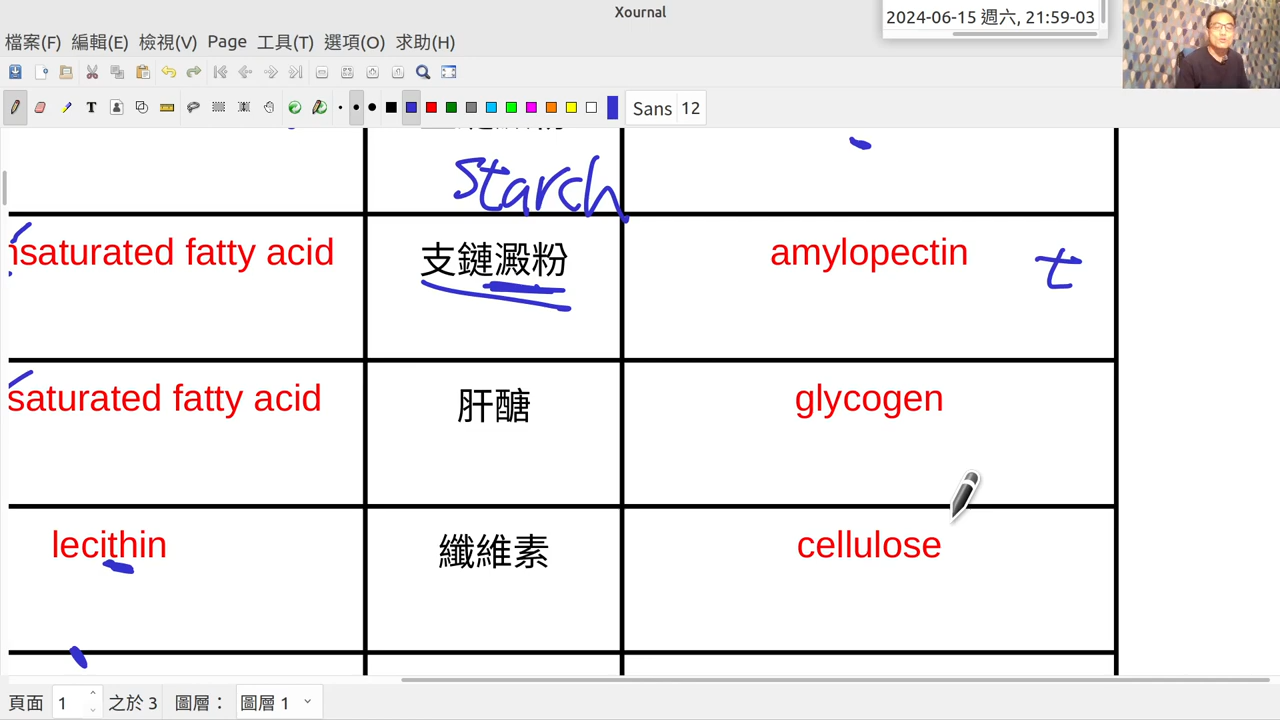 Xournal
2024-06-15 週六, 21:59-03
檔案(F) 編輯(E) 檢視(V) Page 工具(T) 選項(O) 求助(H)
T
Sans 12
starch
saturated fatty acid 支鏈澱粉 amylopectin t
saturated fatty acid 肝醣 glycogen
lecithin 纖維素 cellulose
頁面 1 之於 3 圖層： 圖層 1